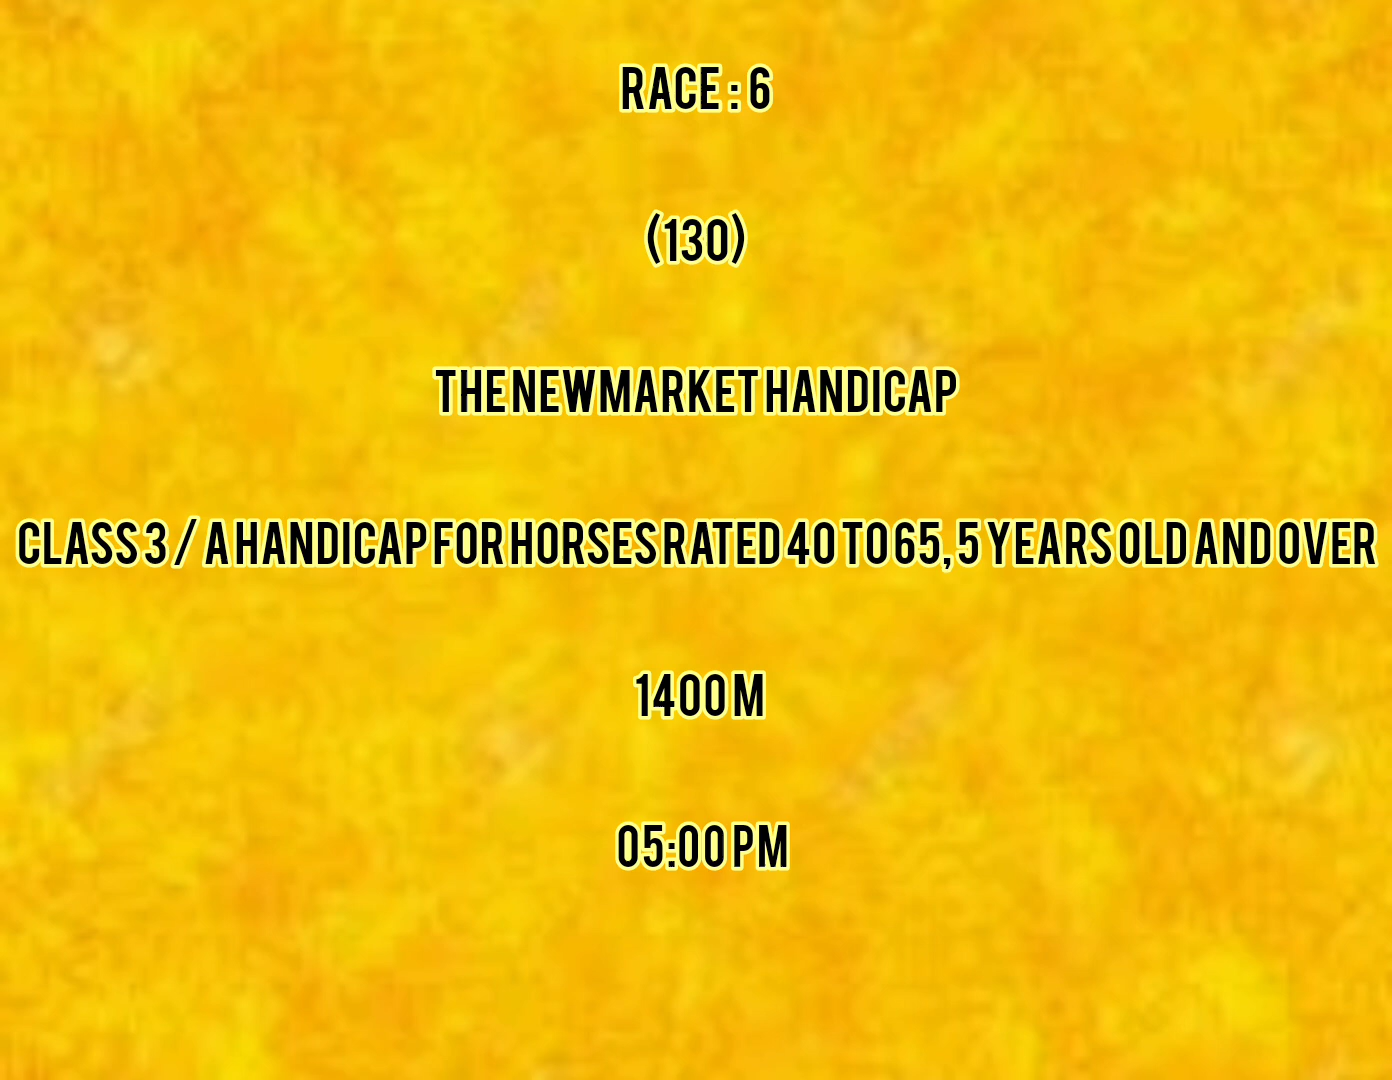 RACE : 6
(130)
THE NEWMARKET HANDICAP
CLASS 3 / A HANDICAP FOR HORSES RATED 40 TO 65, 5 YEARS OLD AND OVER
1400 M
05:00 PM